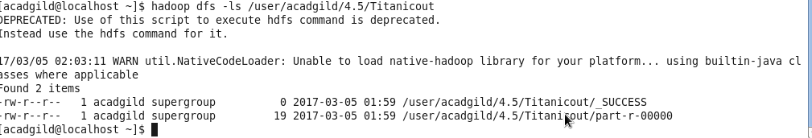 [acadgild@localhost ~]$ hadoop dfs -ls /user/acadgild/4.5/Titanicout
DEPRECATED: Use of this script to execute hdfs command is deprecated.
Instead use the hdfs command for it.
17/03/05 02:03:11 WARN util.NativeCodeLoader: Unable to load native-hadoop library for your platform... using builtin-java cl
asses where applicable
Found 2 items
-rw-r--r--   1 acadgild supergroup          0 2017-03-05 01:59 /user/acadgild/4.5/Titanicout/_SUCCESS
-rw-r--r--   1 acadgild supergroup         19 2017-03-05 01:59 /user/acadgild/4.5/Titanicout/part-r-00000
[acadgild@localhost ~]$